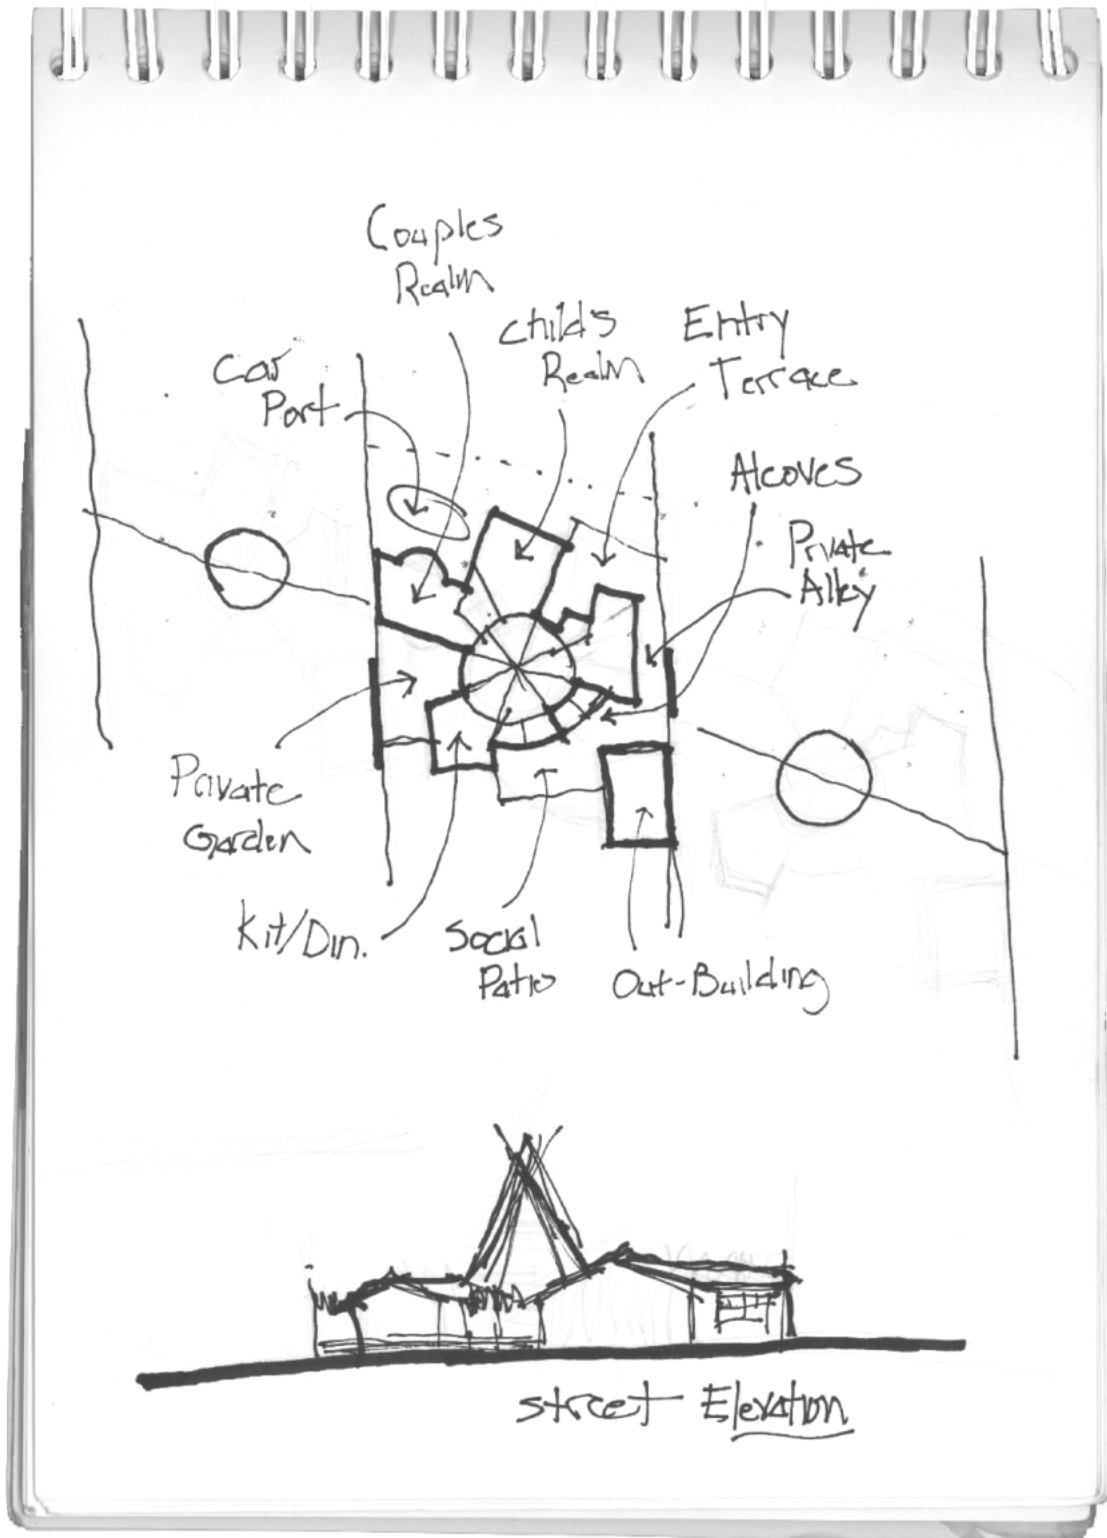 Couples
Realm
Child's
Realm
Entry
Terrace
Car
Port
Alcoves
Private
Alley
Private
Garden
Kit/Din.
Social
Patio
Out-Building
Street Elevation